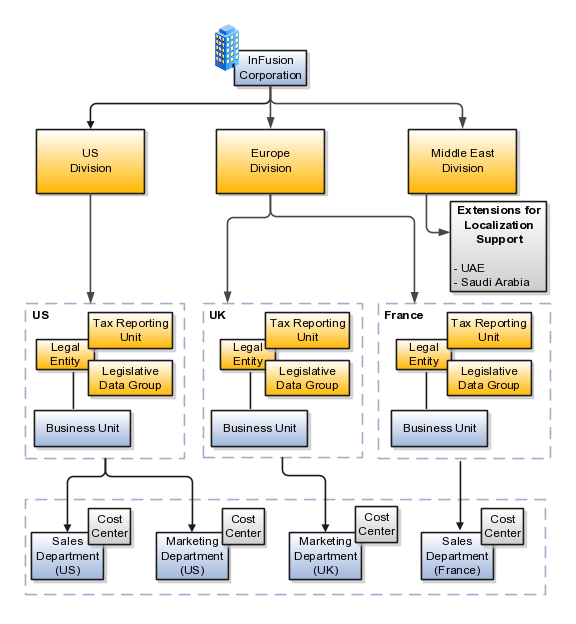 InFusion
Corporation
US
Division
Europe
Division
Middle East
Division
Extensions for
Localization
Support
- UAE
- Saudi Arabia
US
Tax Reporting
Unit
Legal
Entity
Legislative
Data Group
Business Unit
UK
Tax Reporting
Unit
Legal
Entity
Legislative
Data Group
Business Unit
France
Tax Reporting
Unit
Legal
Entity
Legislative
Data Group
Business Unit
Cost
Center
Sales
Department
(US)
Cost
Center
Marketing
Department
(US)
Cost
Center
Marketing
Department
(UK)
Cost
Center
Sales
Department
(France)